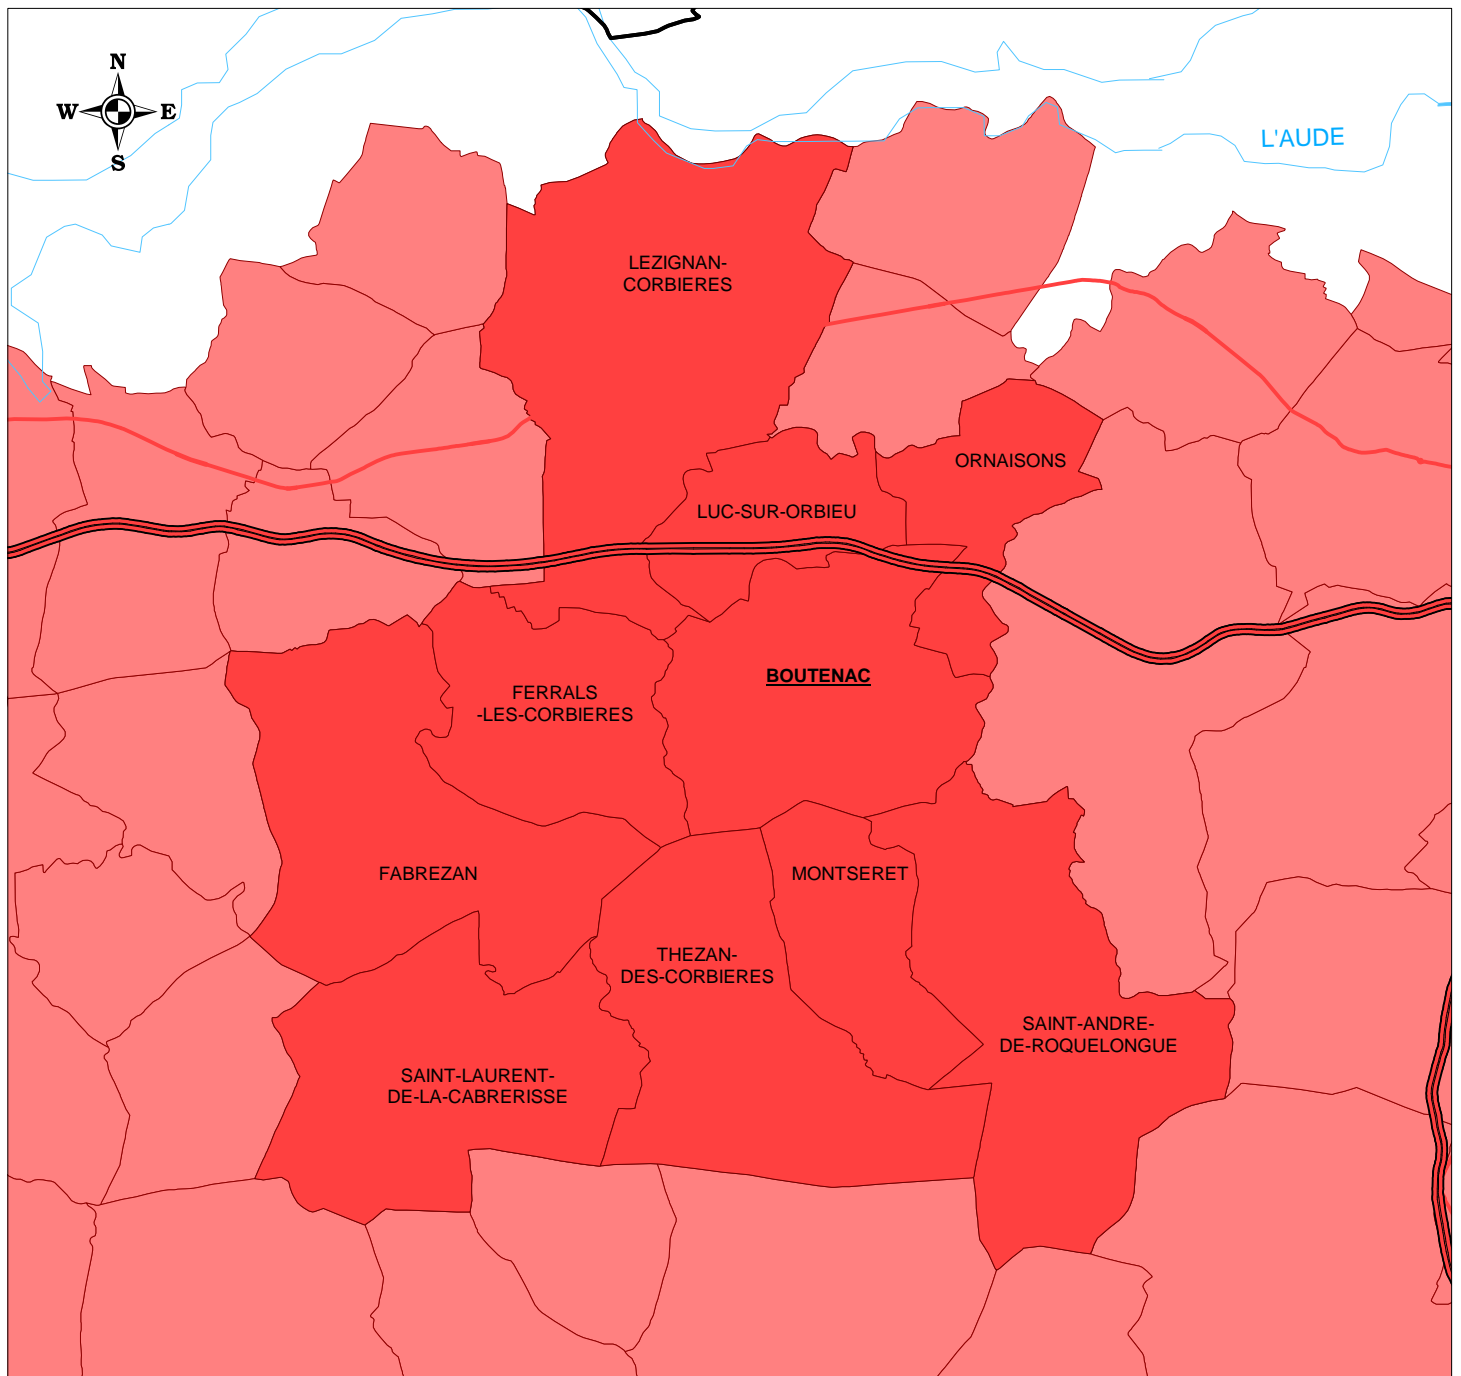 N
W E
S
L'AUDE
LEZIGNAN-
CORBIERES
ORNAISONS
LUC-SUR-ORBIEU
BOUTENAC
FERRALS
-LES-CORBIERES
FABREZAN
MONTSERET
THEZAN-
DES-CORBIERES
SAINT-ANDRE-
DE-ROQUELONGUE
SAINT-LAURENT-
DE-LA-CABRERISSE